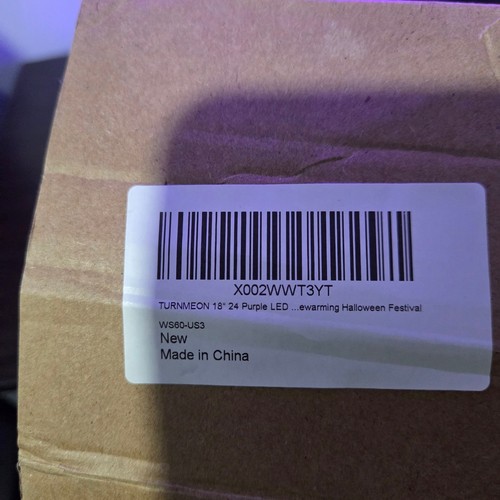 X002WWT3YT
TURNMEON 18" 24 Purple LED ...ewarming Halloween Festival
WS60-US3
New
Made in China